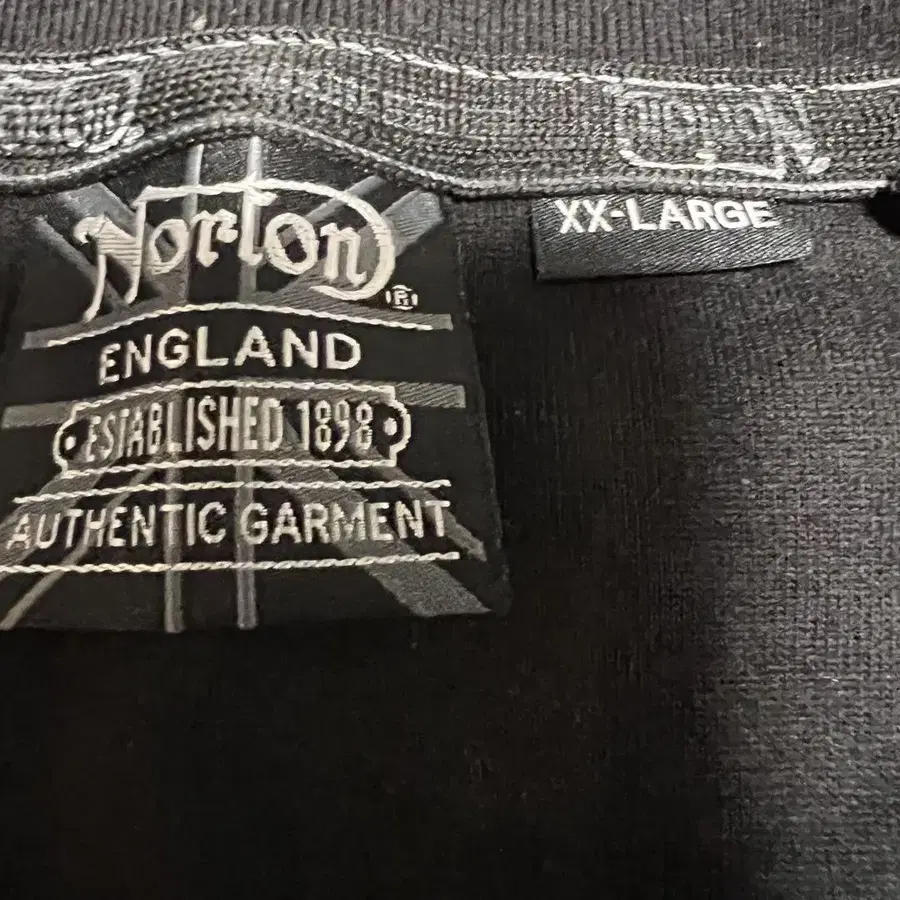 Norton ®
ENGLAND
ESTABLISHED 1898
AUTHENTIC GARMENT
XX-LARGE